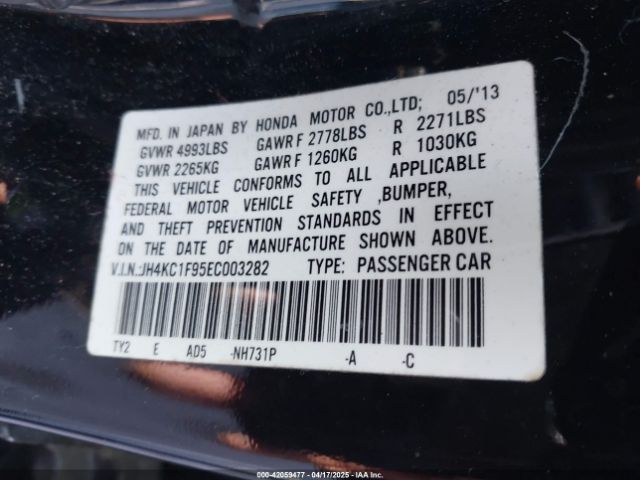 MFD. IN JAPAN BY HONDA MOTOR CO.,LTD; 05/'13
GVWR 4993LBS GAWR F 2778LBS R 2271LBS
GVWR 2265KG GAWR F 1260KG R 1030KG
THIS VEHICLE CONFORMS TO ALL APPLICABLE
FEDERAL MOTOR VEHICLE SAFETY ,BUMPER,
AND THEFT PREVENTION STANDARDS IN EFFECT
ON THE DATE OF MANUFACTURE SHOWN ABOVE.
V.I.N.:JH4KC1F95EC003282 TYPE: PASSENGER CAR
TY2 E AD5 -NH731P -A -C
000-42059477 - 04/17/2025 - IAA Inc.